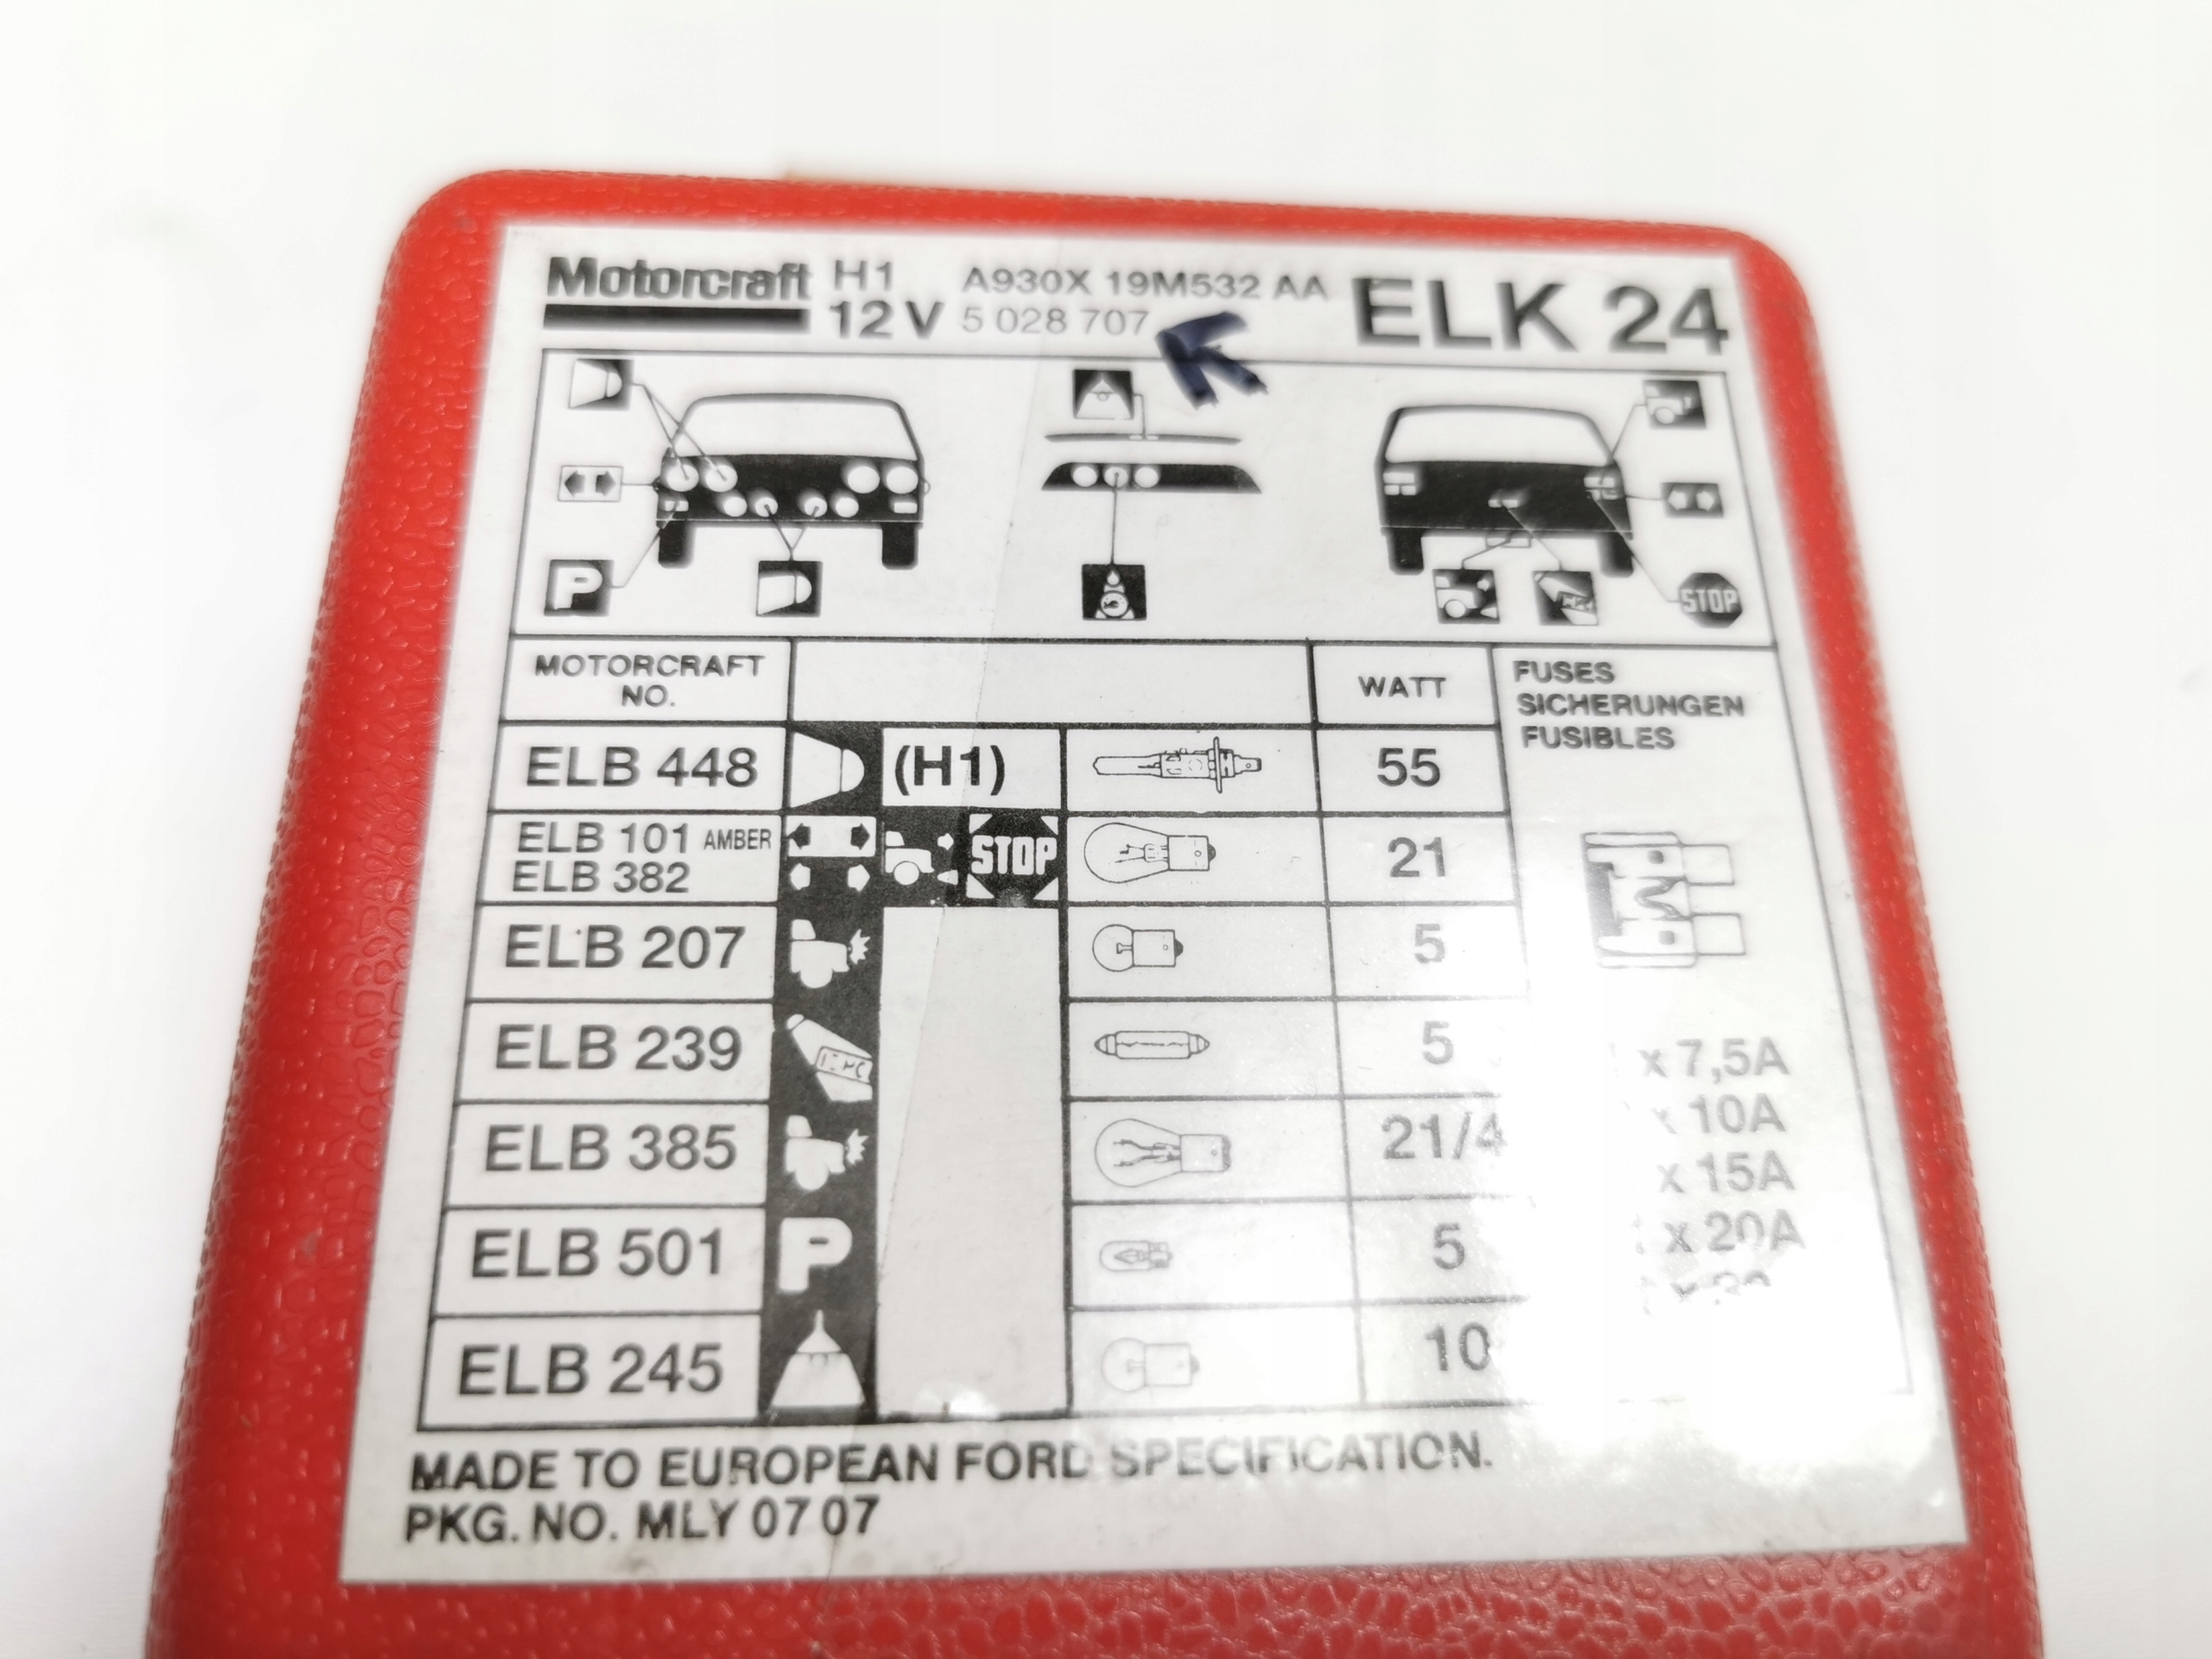 Motorcraft H1 A930X 19M532 AA ELK 24
12 V 5 028 707
P
STOP
MOTORCRAFT NO.
WATT
FUSES
SICHERUNGEN
FUSIBLES
ELB 448 (H1) 55
ELB 101 AMBER
ELB 382 STOP 21
ELB 207 5
ELB 239 5
ELB 385 21/4
ELB 501 P 5
ELB 245 10
x 7,5A
x 10A
x 15A
x 20A
MADE TO EUROPEAN FORD SPECIFICATION.
PKG. NO. MLY 07 07